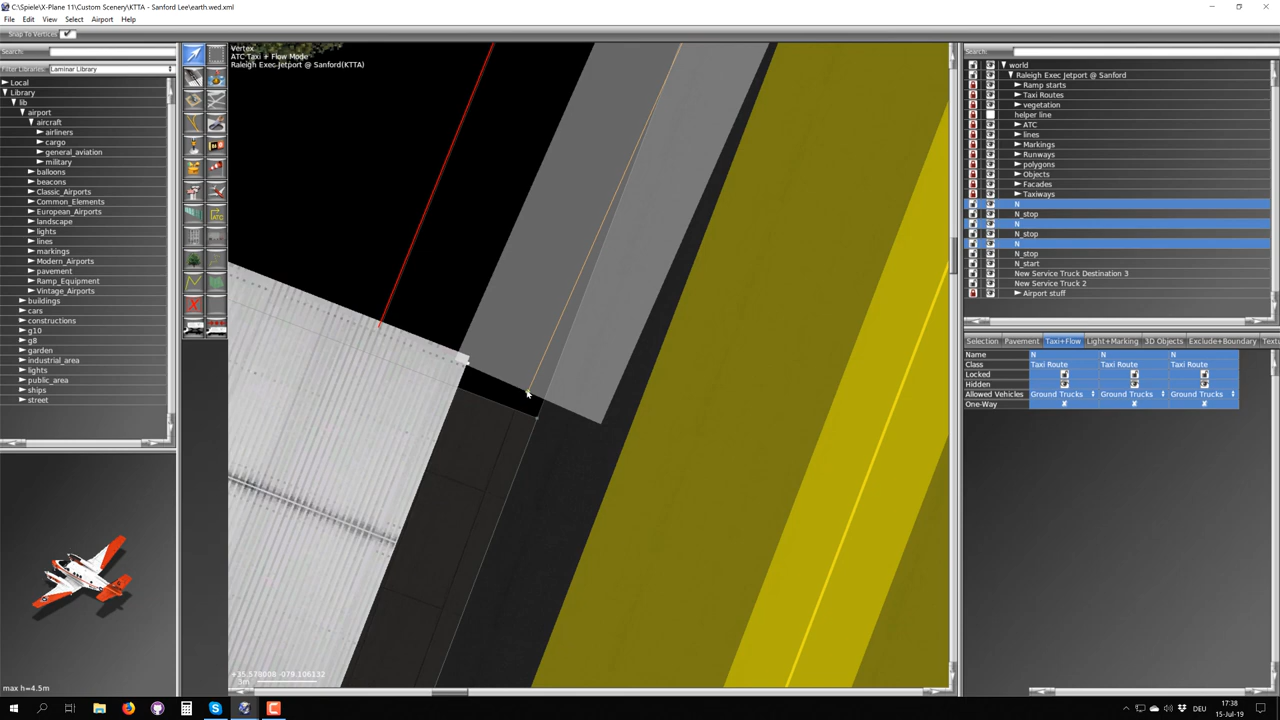 C:\Spiele\X-Plane 11\Custom Scenery\KTTA - Sanford Lee\earth.wed.xml
File Edit View Select Airport Help
Snap To Vertices
Search:
Filter Libraries: Laminar Library
Local
Library
lib
airport
aircraft
airliners
cargo
general_aviation
military
balloons
beacons
Classic_Airports
Common_Elements
European_Airports
landscape
lights
lines
markings
Modern_Airports
pavement
Ramp_Equipment
Vintage_Airports
buildings
cars
constructions
g10
g8
garden
industrial_area
lights
public_area
ships
street
max h=4.5m
Vertex
ATC Taxi + Flow Mode
Raleigh Exec Jetport @ Sanford(KTTA)
ATC
+35.578008 -079.106132
3m
Search:
world
Raleigh Exec Jetport @ Sanford
Ramp starts
Taxi Routes
vegetation
helper line
ATC
lines
Markings
Runways
polygons
Objects
Facades
Taxiways
N
N_stop
N
N_stop
N
N_stop
N_start
New Service Truck Destination 3
New Service Truck 2
Airport stuff
Selection Pavement Taxi+Flow Light+Marking 3D Objects Exclude+Boundary Textu
Name N N N
Class Taxi Route Taxi Route Taxi Route
Locked
Hidden
Allowed Vehicles Ground Trucks Ground Trucks Ground Trucks
One-Way
DEU
17:38
15-Jul-19